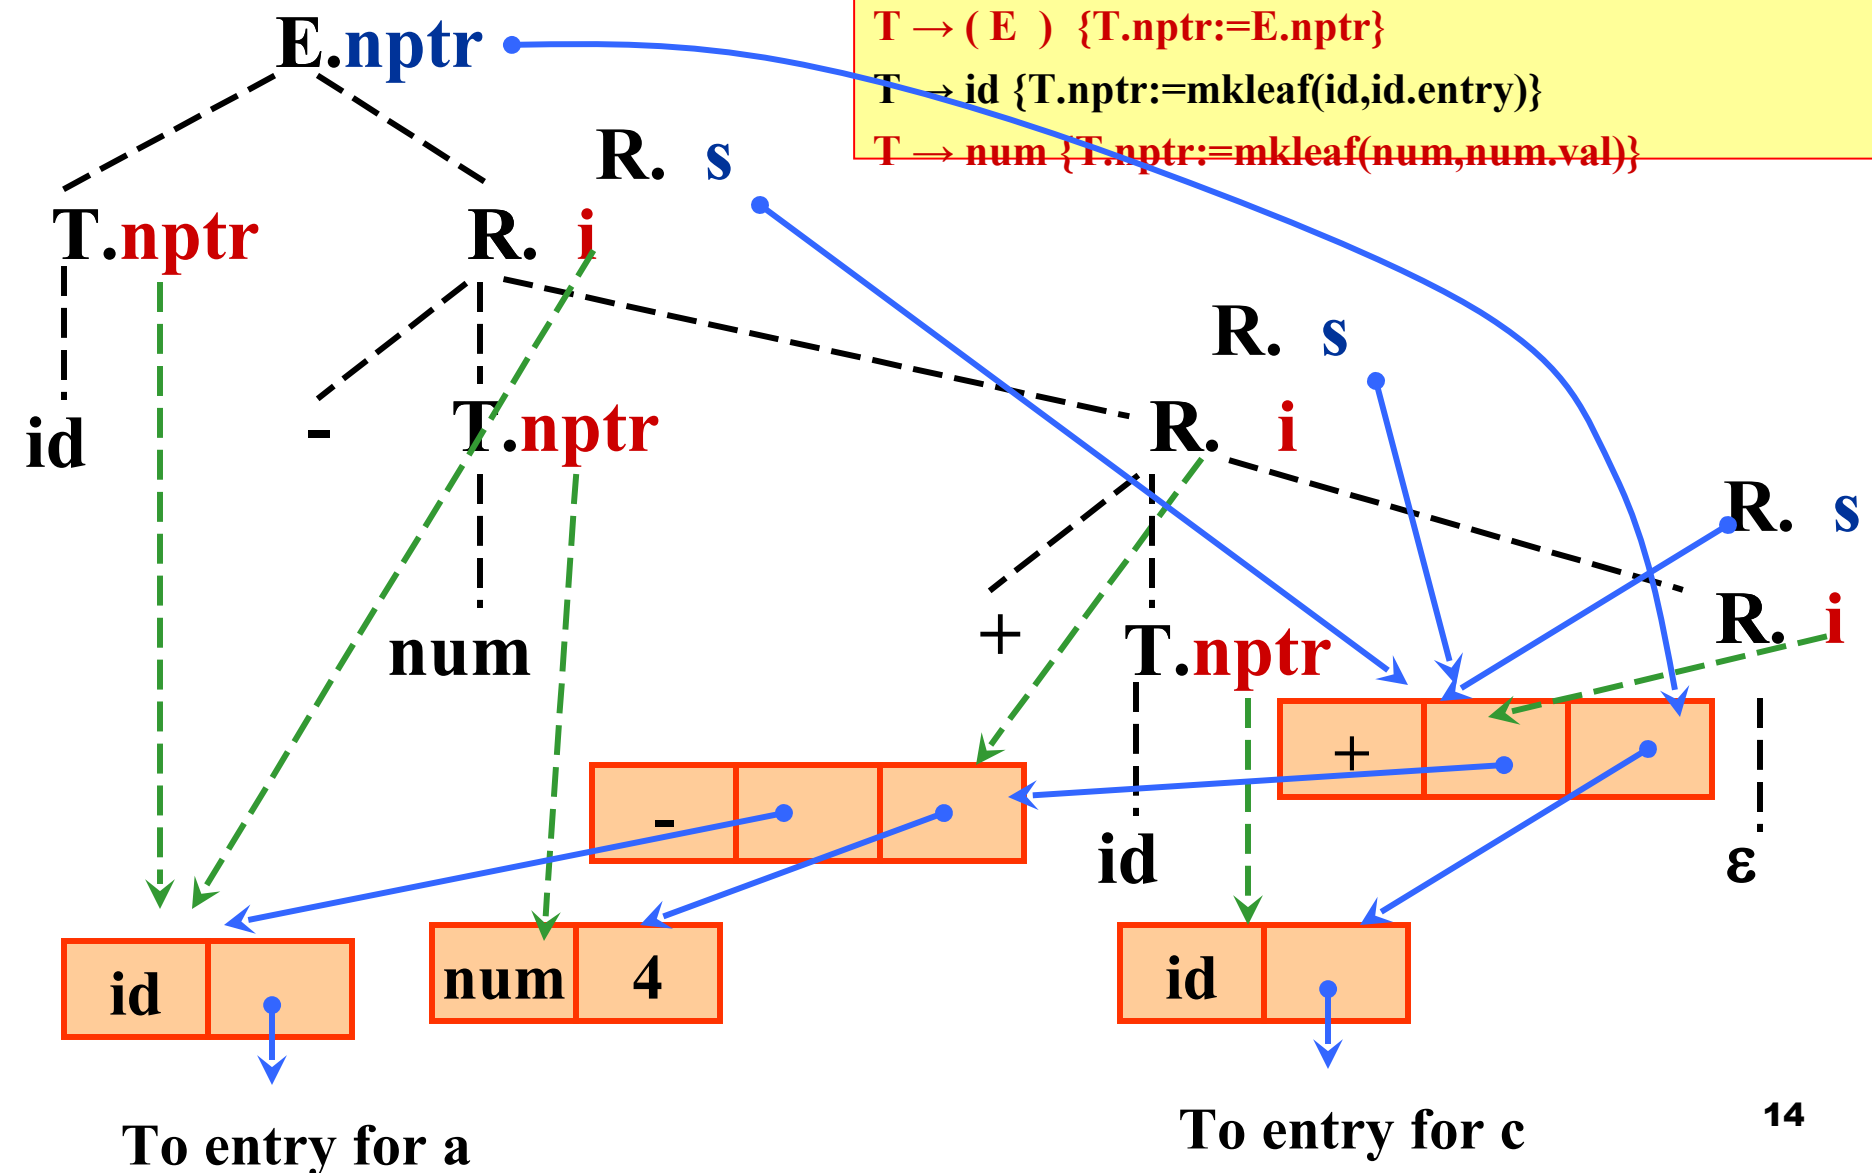 T → ( E ) {T.nptr:=E.nptr}
T → id {T.nptr:=mkleaf(id,id.entry)}
T → num {T.nptr:=mkleaf(num,num.val)}
E.nptr
R. s
T.nptr
R. i
R. s
id
-
T.nptr
R. i
R. s
num
+
T.nptr
R. i
+
-
id
ε
id
num 4
id
To entry for a
To entry for c
14